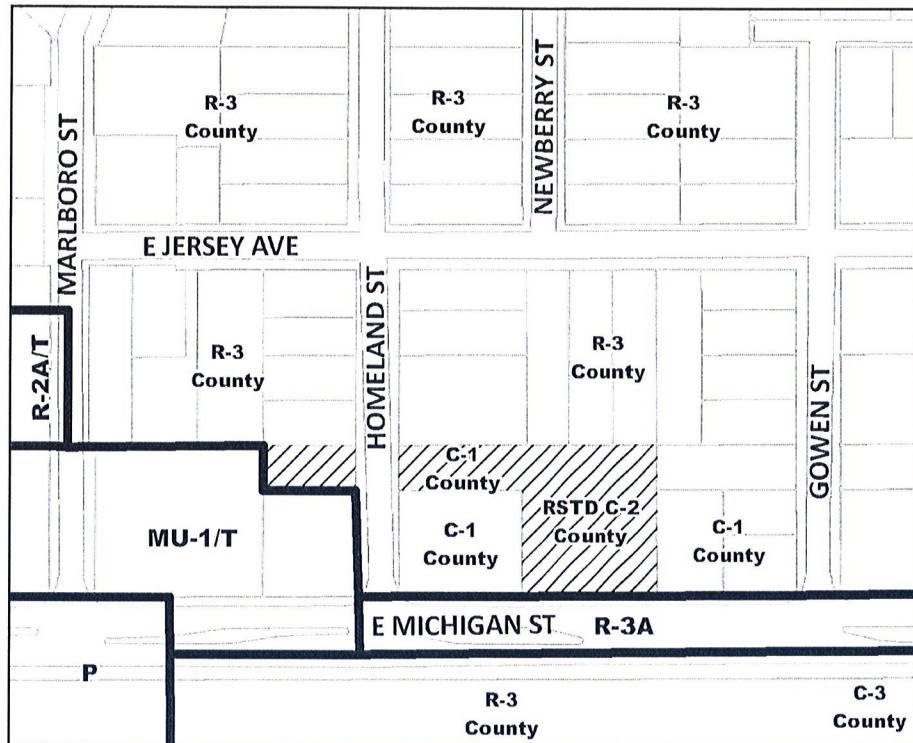 R-3
County
R-3
County
R-3
County
MARLBORO ST
NEWBERRY ST
E JERSEY AVE
HOMELAND ST
R-2A/T
R-3
County
R-3
County
GOWEN ST
C-1
County
MU-1/T
C-1
County
RSTD C-2
County
C-1
County
E MICHIGAN ST
R-3A
P
R-3
County
C-3
County